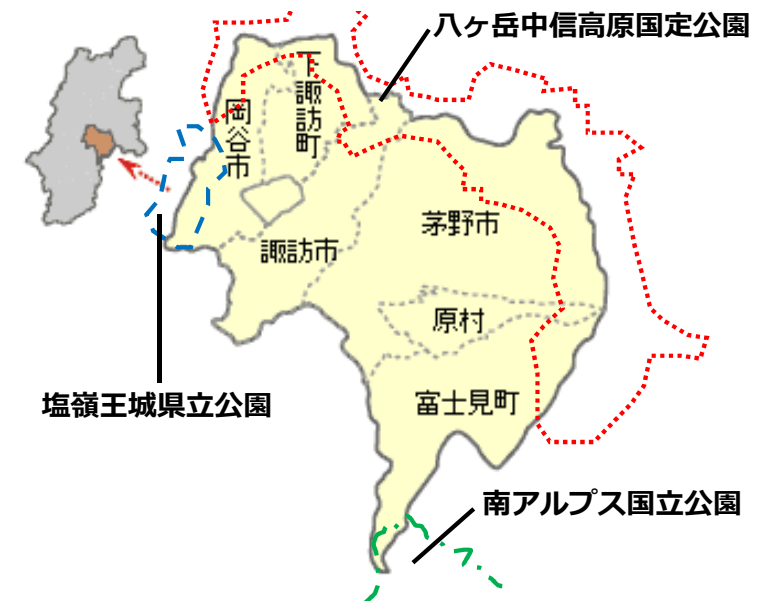 八ヶ岳中信高原国定公園
下諏訪町
岡谷市
茅野市
諏訪市
原村
塩嶺王城県立公園
富士見町
南アルプス国立公園